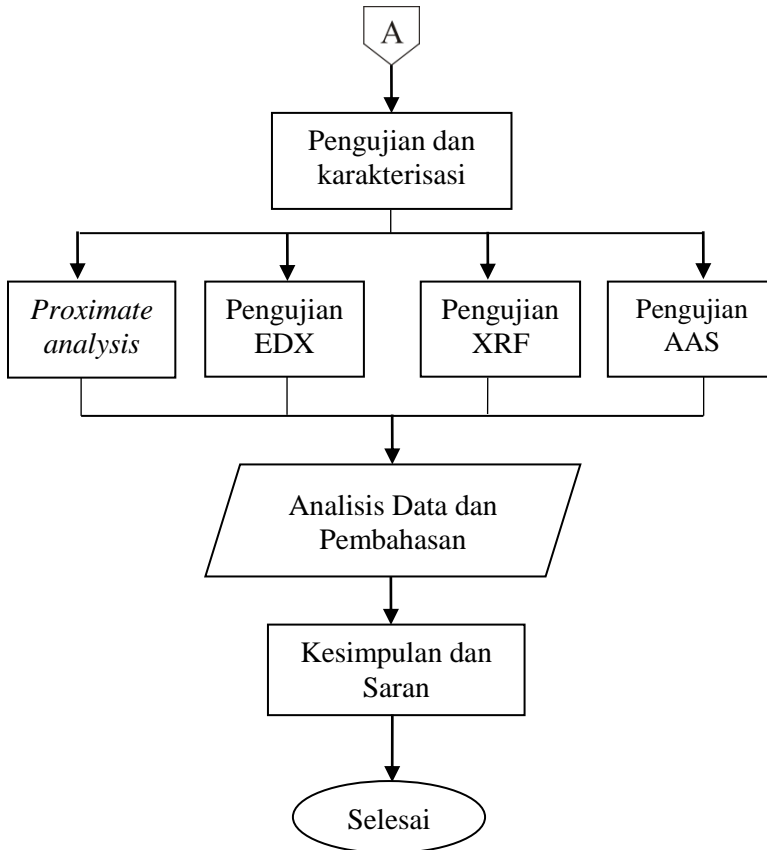 A
Pengujian dan
karakterisasi
Proximate
analysis
Pengujian
EDX
Pengujian
XRF
Pengujian
AAS
Analisis Data dan
Pembahasan
Kesimpulan dan
Saran
Selesai